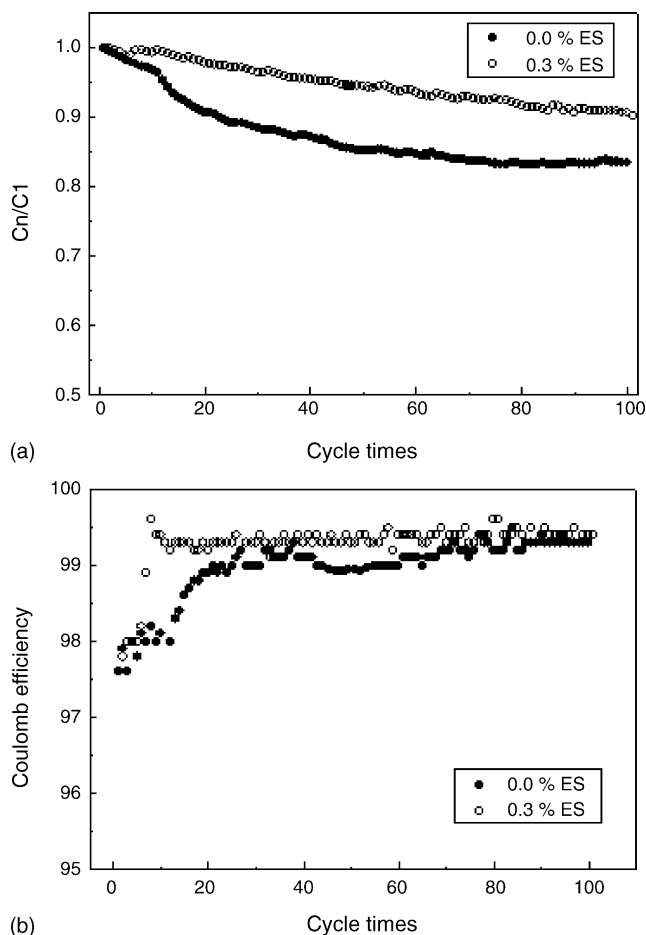 (a)
1.0
0.9
0.8
0.7
0.6
0.5
Cn/C1
0.0 % ES
0.3 % ES
0 20 40 60 80 100
Cycle times
(b)
100
99
98
97
96
95
Coulomb efficiency
0.0 % ES
0.3 % ES
0 20 40 60 80 100
Cycle times